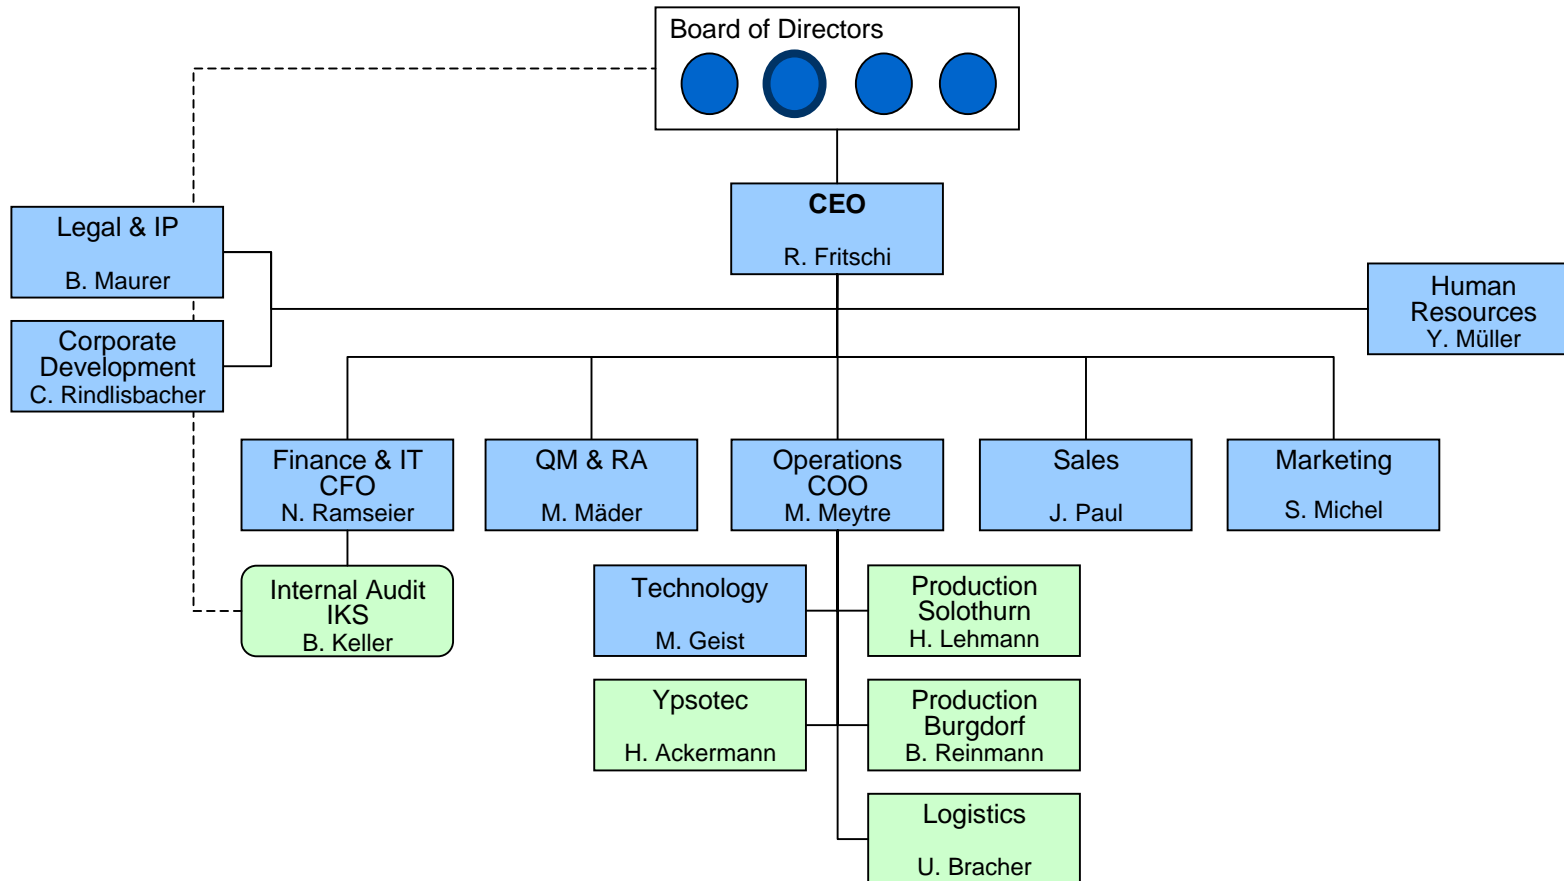 Board of Directors
CEO
R. Fritschi
Legal & IP
B. Maurer
Human
Resources
Y. Müller
Corporate
Development
C. Rindlisbacher
Finance & IT
CFO
N. Ramseier
QM & RA
M. Mäder
Operations
COO
M. Meytre
Sales
J. Paul
Marketing
S. Michel
Internal Audit
IKS
B. Keller
Technology
M. Geist
Production
Solothurn
H. Lehmann
Ypsotec
H. Ackermann
Production
Burgdorf
B. Reinmann
Logistics
U. Bracher